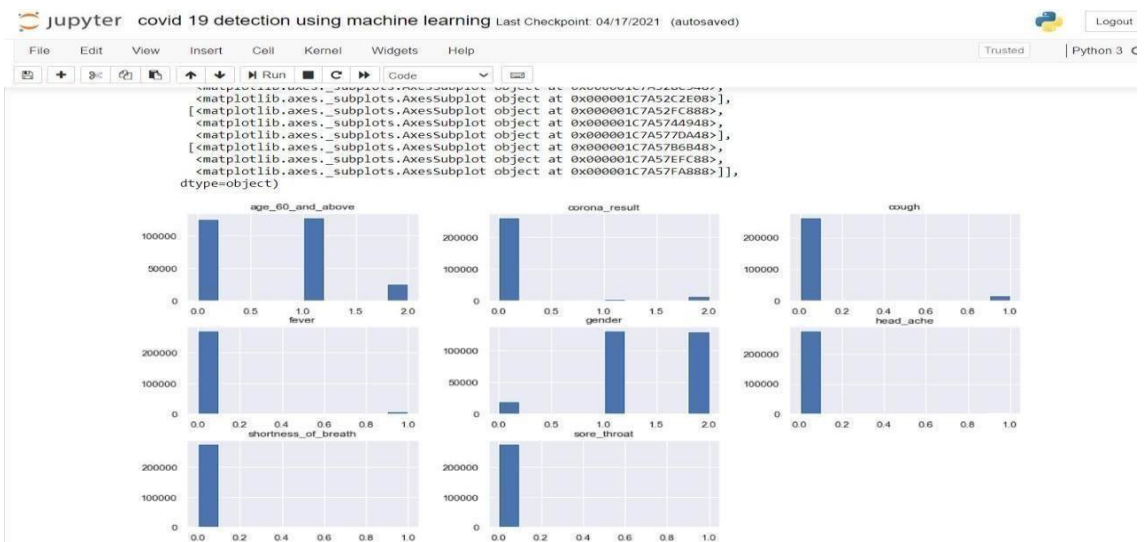 jupyter covid 19 detection using machine learning Last Checkpoint: 04/17/2021 (autosaved) Logout
File Edit View Insert Cell Kernel Widgets Help Trusted Python 3
Run Code
<matplotlib.axes._subplots.AxesSubplot object at
<matplotlib.axes._subplots.AxesSubplot object at 0x000001C7A52C2E08>],
[<matplotlib.axes._subplots.AxesSubplot object at 0x000001C7A52FC888>,
<matplotlib.axes._subplots.AxesSubplot object at 0x000001C7A5744948>,
<matplotlib.axes._subplots.AxesSubplot object at 0x000001C7A577DA48>],
[<matplotlib.axes._subplots.AxesSubplot object at 0x000001C7A57B6B48>,
<matplotlib.axes._subplots.AxesSubplot object at 0x000001C7A57EFC88>,
<matplotlib.axes._subplots.AxesSubplot object at 0x000001C7A57FA888>]],
dtype=object)
age_60_and_above corona_result cough
100000 200000 200000
50000 100000 100000
0 0 0
0.0 0.5 1.0 1.5 2.0 0.0 0.5 1.0 1.5 2.0 0.0 0.2 0.4 0.6 0.8 1.0
fever gender head_ache
200000 100000 200000
100000 50000 100000
0 0 0
0.0 0.2 0.4 0.6 0.8 1.0 0.0 0.5 1.0 1.5 2.0 0.0 0.2 0.4 0.6 0.8 1.0
shortness_of_breath sore_throat
200000 200000
100000 100000
0 0
0.0 0.2 0.4 0.6 0.8 1.0 0.0 0.2 0.4 0.6 0.8 1.0